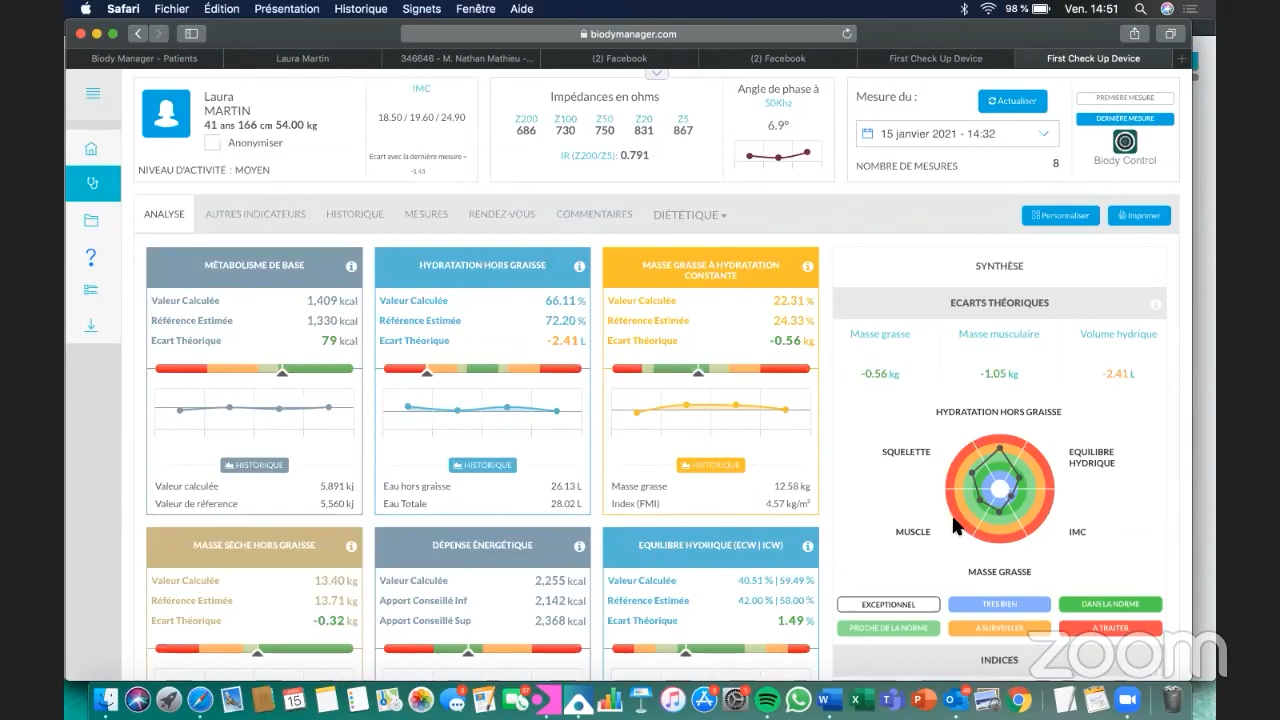 Safari Fichier Édition Présentation Historique Signets Fenêtre Aide 98 % Ven. 14:51
biodymanager.com
Biody Manager - Patients Laura Martin 346646 - M. Nathan Mathieu -... (2) Facebook (2) Facebook First Check Up Device First Check Up Device
Laura
MARTIN
41 ans 166 cm 54.00 kg
Anonymiser
NIVEAU D'ACTIVITÉ : MOYEN
IMC
18.50 / 19.60 / 24.90
Ecart avec la dernière mesure -
-1.43
Impédances en ohms
Z200 Z100 Z50 Z20 Z5
686 730 750 831 867
IR (Z200/Z5): 0.791
Angle de phase à
50Khz
6.9°
Mesure du :
Actualiser
15 janvier 2021 - 14:32
NOMBRE DE MESURES 8
PREMIÈRE MESURE
DERNIÈRE MESURE
Biody Control
ANALYSE AUTRES INDICATEURS HISTORIQUE MESURES RENDEZ-VOUS COMMENTAIRES DIÉTÉTIQUE
Personnaliser Imprimer
MÉTABOLISME DE BASE
Valeur Calculée 1,409 kcal
Référence Estimée 1,330 kcal
Ecart Théorique 79 kcal
HISTORIQUE
Valeur calculée 5,891 kj
Valeur de réference 5,560 kj
HYDRATATION HORS GRAISSE
Valeur Calculée 66.11 %
Référence Estimée 72.20 %
Ecart Théorique -2.41 L
HISTORIQUE
Eau hors graisse 26.13 L
Eau Totale 28.02 L
MASSE GRASSE À HYDRATATION
CONSTANTE
Valeur Calculée 22.31 %
Référence Estimée 24.33 %
Ecart Théorique -0.56 kg
HISTORIQUE
Masse grasse 12.58 kg
Index (FMI) 4.57 kg/m²
SYNTHÈSE
ECARTS THÉORIQUES
Masse grasse Masse musculaire Volume hydrique
-0.56 kg -1.05 kg -2.41 L
HYDRATATION HORS GRAISSE
SQUELETTE
EQUILIBRE
HYDRIQUE
MUSCLE
IMC
MASSE GRASSE
EXCEPTIONNEL TRES BIEN DANS LA NORME
PROCHE DE LA NORME A SURVEILLER A TRAITER
INDICES
MASSE SÈCHE HORS GRAISSE
Valeur Calculée 13.40 kg
Référence Estimée 13.71 kg
Ecart Théorique -0.32 kg
DÉPENSE ÉNERGÉTIQUE
Valeur Calculée 2,255 kcal
Apport Conseillé Inf 2,142 kcal
Apport Conseillé Sup 2,368 kcal
EQUILIBRE HYDRIQUE (ECW | ICW)
Valeur Calculée 40.51 % | 59.49 %
Référence Estimée 42.00 % | 58.00 %
Ecart Théorique 1.49 %
zoom